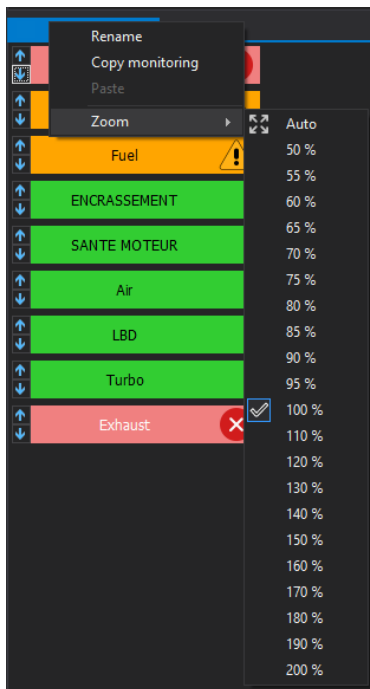 Rename
Copy monitoring
Paste
Zoom
Auto
50 %
55 %
60 %
65 %
70 %
75 %
80 %
85 %
90 %
95 %
100 %
110 %
120 %
130 %
140 %
150 %
160 %
170 %
180 %
190 %
200 %
Fuel
ENCRASSEMENT
SANTE MOTEUR
Air
LBD
Turbo
Exhaust